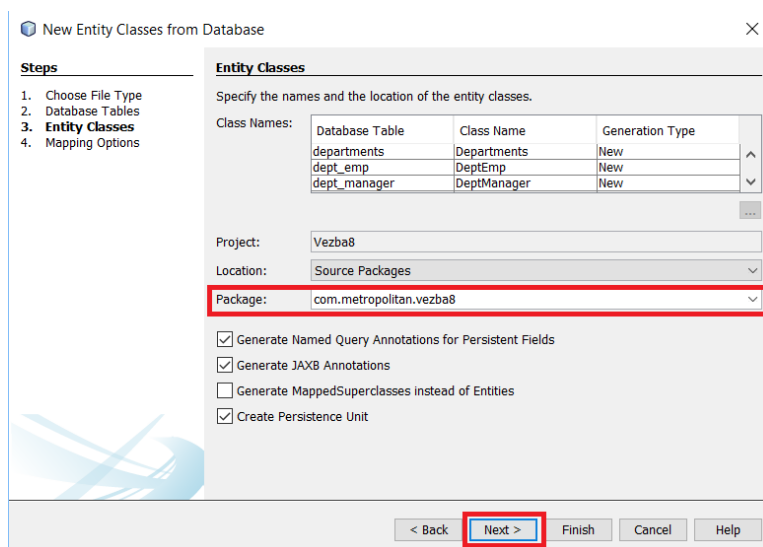 New Entity Classes from Database
Steps
1. Choose File Type
2. Database Tables
3. Entity Classes
4. Mapping Options
Entity Classes
Specify the names and the location of the entity classes.
Class Names:
Database Table Class Name Generation Type
departments Departments New
dept_emp DeptEmp New
dept_manager DeptManager New
...
Project: Vezba8
Location: Source Packages
Package: com.metropolitan.vezba8
Generate Named Query Annotations for Persistent Fields
Generate JAXB Annotations
Generate MappedSuperclasses instead of Entities
Create Persistence Unit
< Back Next > Finish Cancel Help